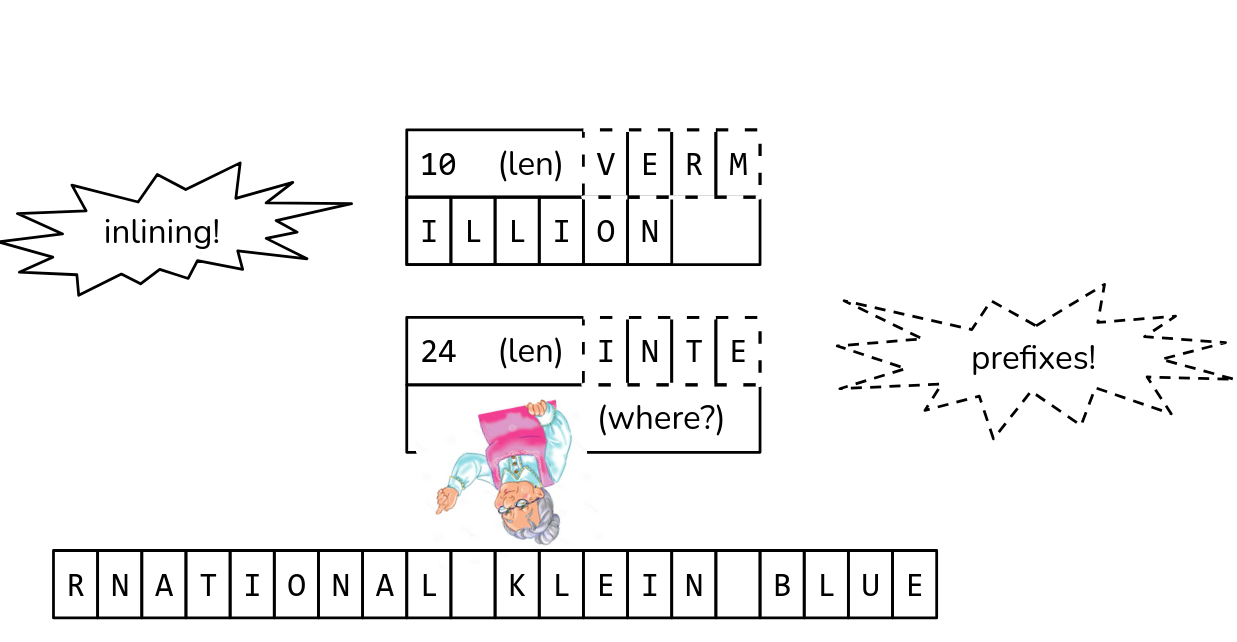 10 (len) V E R M
inlining!
I L L I O N
24 (len) I N T E
prefixes!
(where?)
R N A T I O N A L   K L E I N   B L U E